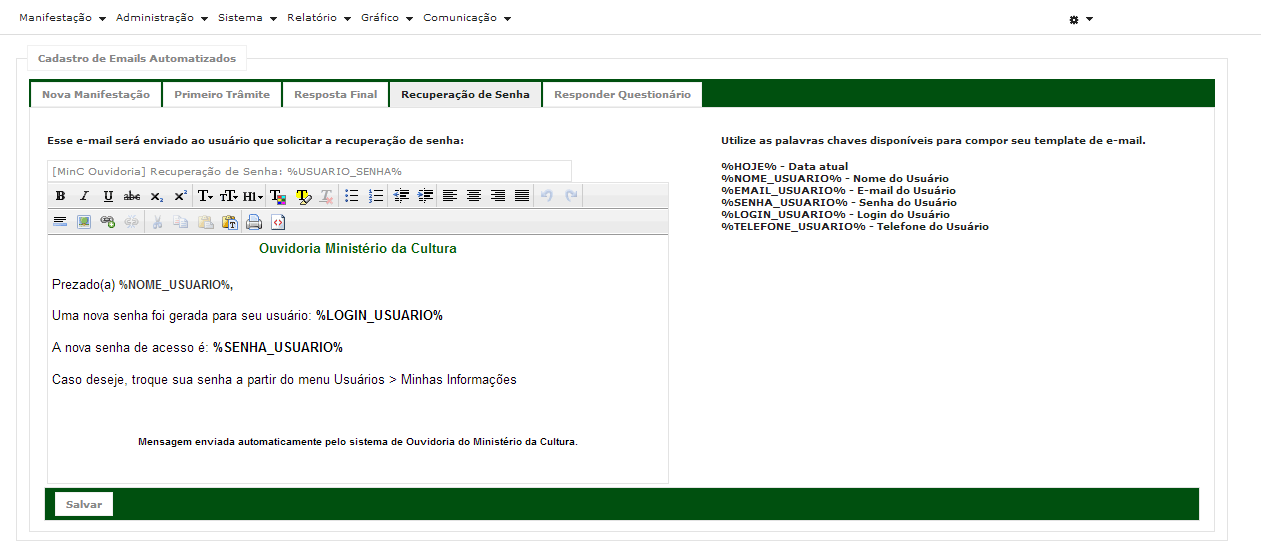 Manifestação Administração Sistema Relatório Gráfico Comunicação
Cadastro de Emails Automatizados
Nova Manifestação Primeiro Trâmite Resposta Final Recuperação de Senha Responder Questionário
Esse e-mail será enviado ao usuário que solicitar a recuperação de senha:
[MinC Ouvidoria] Recuperação de Senha: %USUARIO_SENHA%
B I U abc x₂ x² T TT H1
Ouvidoria Ministério da Cultura
Prezado(a) %NOME_USUARIO%,
Uma nova senha foi gerada para seu usuário: %LOGIN_USUARIO%
A nova senha de acesso é: %SENHA_USUARIO%
Caso deseje, troque sua senha a partir do menu Usuários > Minhas Informações
Mensagem enviada automaticamente pelo sistema de Ouvidoria do Ministério da Cultura.
Salvar
Utilize as palavras chaves disponíveis para compor seu template de e-mail.
%HOJE% - Data atual
%NOME_USUARIO% - Nome do Usuário
%EMAIL_USUARIO% - E-mail do Usuário
%SENHA_USUARIO% - Senha do Usuário
%LOGIN_USUARIO% - Login do Usuário
%TELEFONE_USUARIO% - Telefone do Usuário